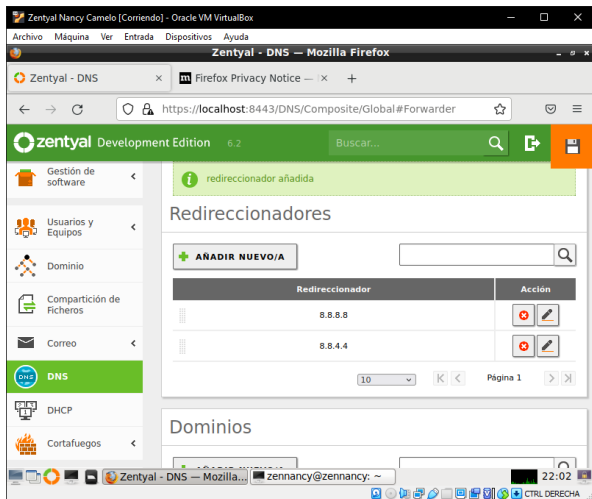 Zentyal Nancy Camelo [Corriendo] - Oracle VM VirtualBox
Archivo Máquina Ver Entrada Dispositivos Ayuda
Zentyal - DNS — Mozilla Firefox
Zentyal - DNS
Firefox Privacy Notice —
https://localhost:8443/DNS/Composite/Global#Forwarder
zentyal Development Edition 6.2
Buscar...
Gestión de
software
redireccionador añadida
Redireccionadores
Usuarios y
Equipos
AÑADIR NUEVO/A
Dominio
Redireccionador Acción
Compartición de
Ficheros
8.8.8.8
8.8.4.4
Correo
10 Página 1
DNS
DHCP
Dominios
Cortafuegos
Zentyal - DNS — Mozilla...
zennancy@zennancy: ~
22:02
CTRL DERECHA